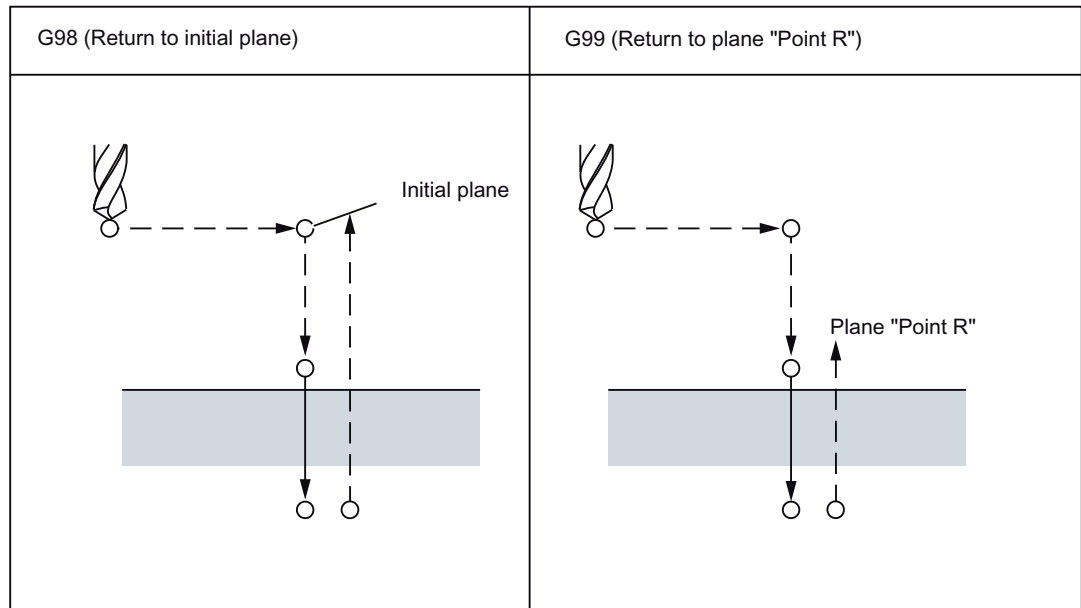 G98 (Return to initial plane)
G99 (Return to plane "Point R")
Initial plane
Plane "Point R"